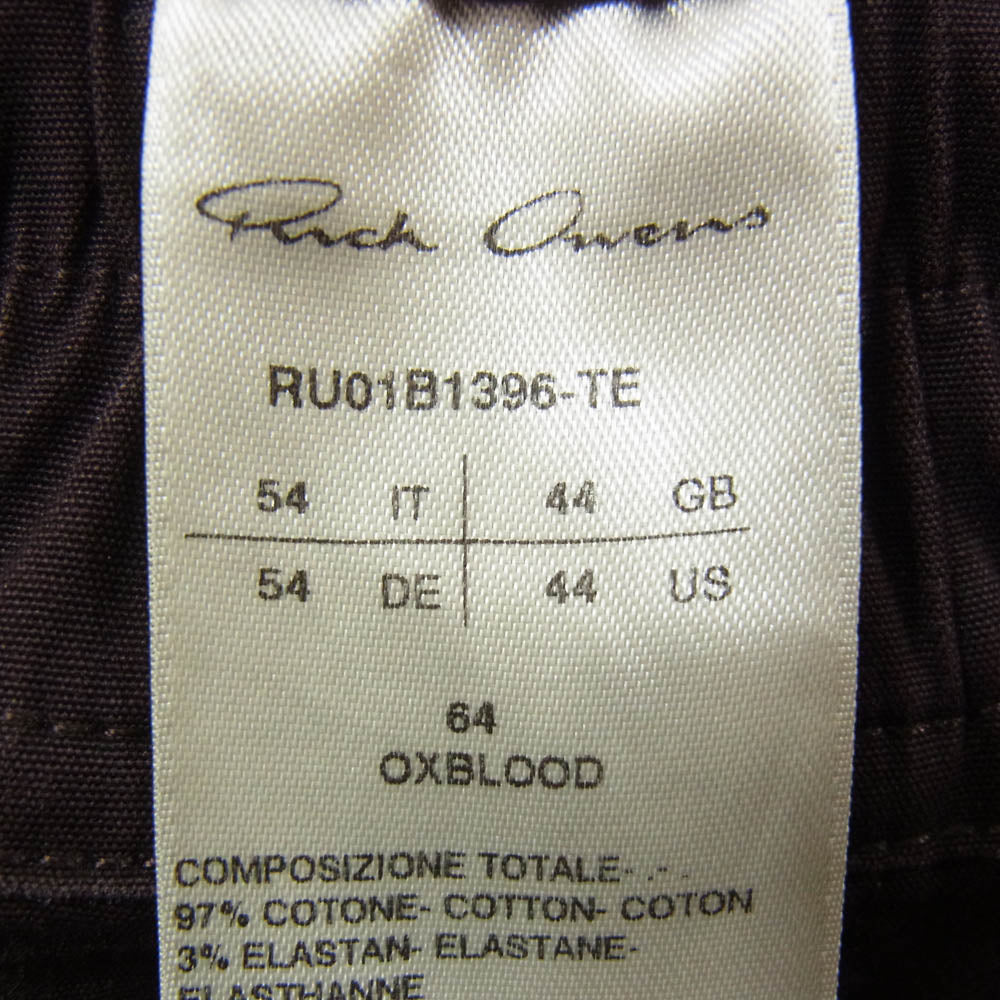 Rick Owens
RU01B1396-TE
54 IT 44 GB
54 DE 44 US
64
OXBLOOD
COMPOSIZIONE TOTALE- .- .
97% COTONE- COTTON- COTON
3% ELASTAN- ELASTANE-
ELASTHANNE